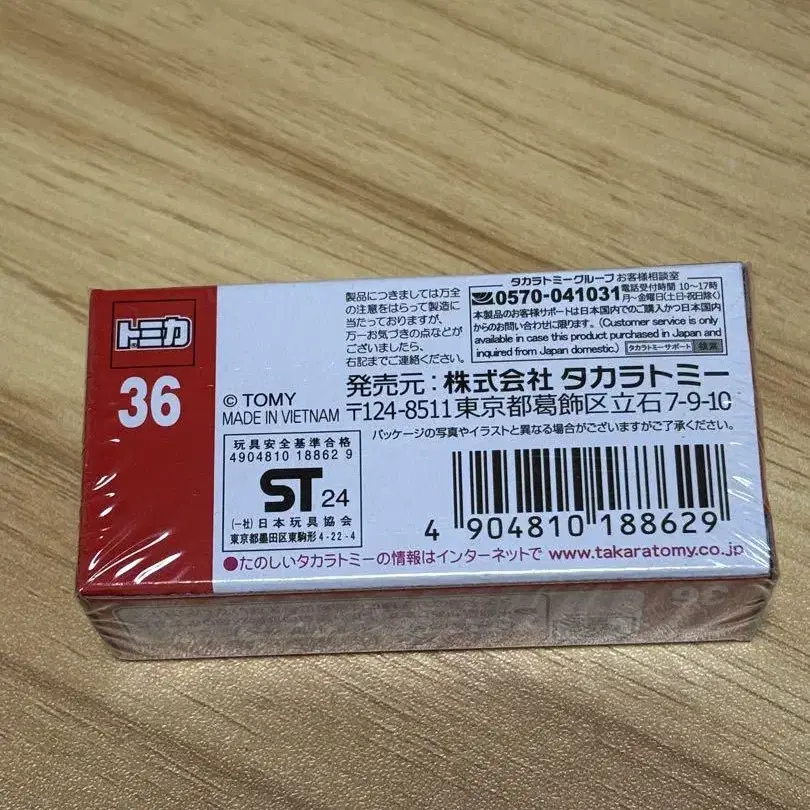 トミカ
36
© TOMY
MADE IN VIETNAM
製品につきましては万全
の注意をはらって製造に
当たっておりますが、
万一お気づきの点などが
ございましたら、
右記までご連絡ください。
タカラトミーグループ お客様相談室
0570-041031 電話受付時間 10〜17時
月〜金曜日(土・日・祝日除く)
本製品のお客様サポートは日本国内でのご購入かつ日本国内
からのお問い合わせに限ります。(Customer service is only
available in case this product purchased in Japan and
inquired from Japan domestic.) タカラトミーサポート 検索
発売元：株式会社 タカラトミー
〒124-8511 東京都葛飾区立石 7-9-10
パッケージの写真やイラストと異なる場合がございますがご了承ください。
玩具安全基準合格
4904810 18862 9
ST 24
(一社)日本玩具協会
東京都墨田区東駒形 4-22-4
4 904810 188629
●たのしいタカラトミーの情報はインターネットで www.takaratomy.co.jp
36